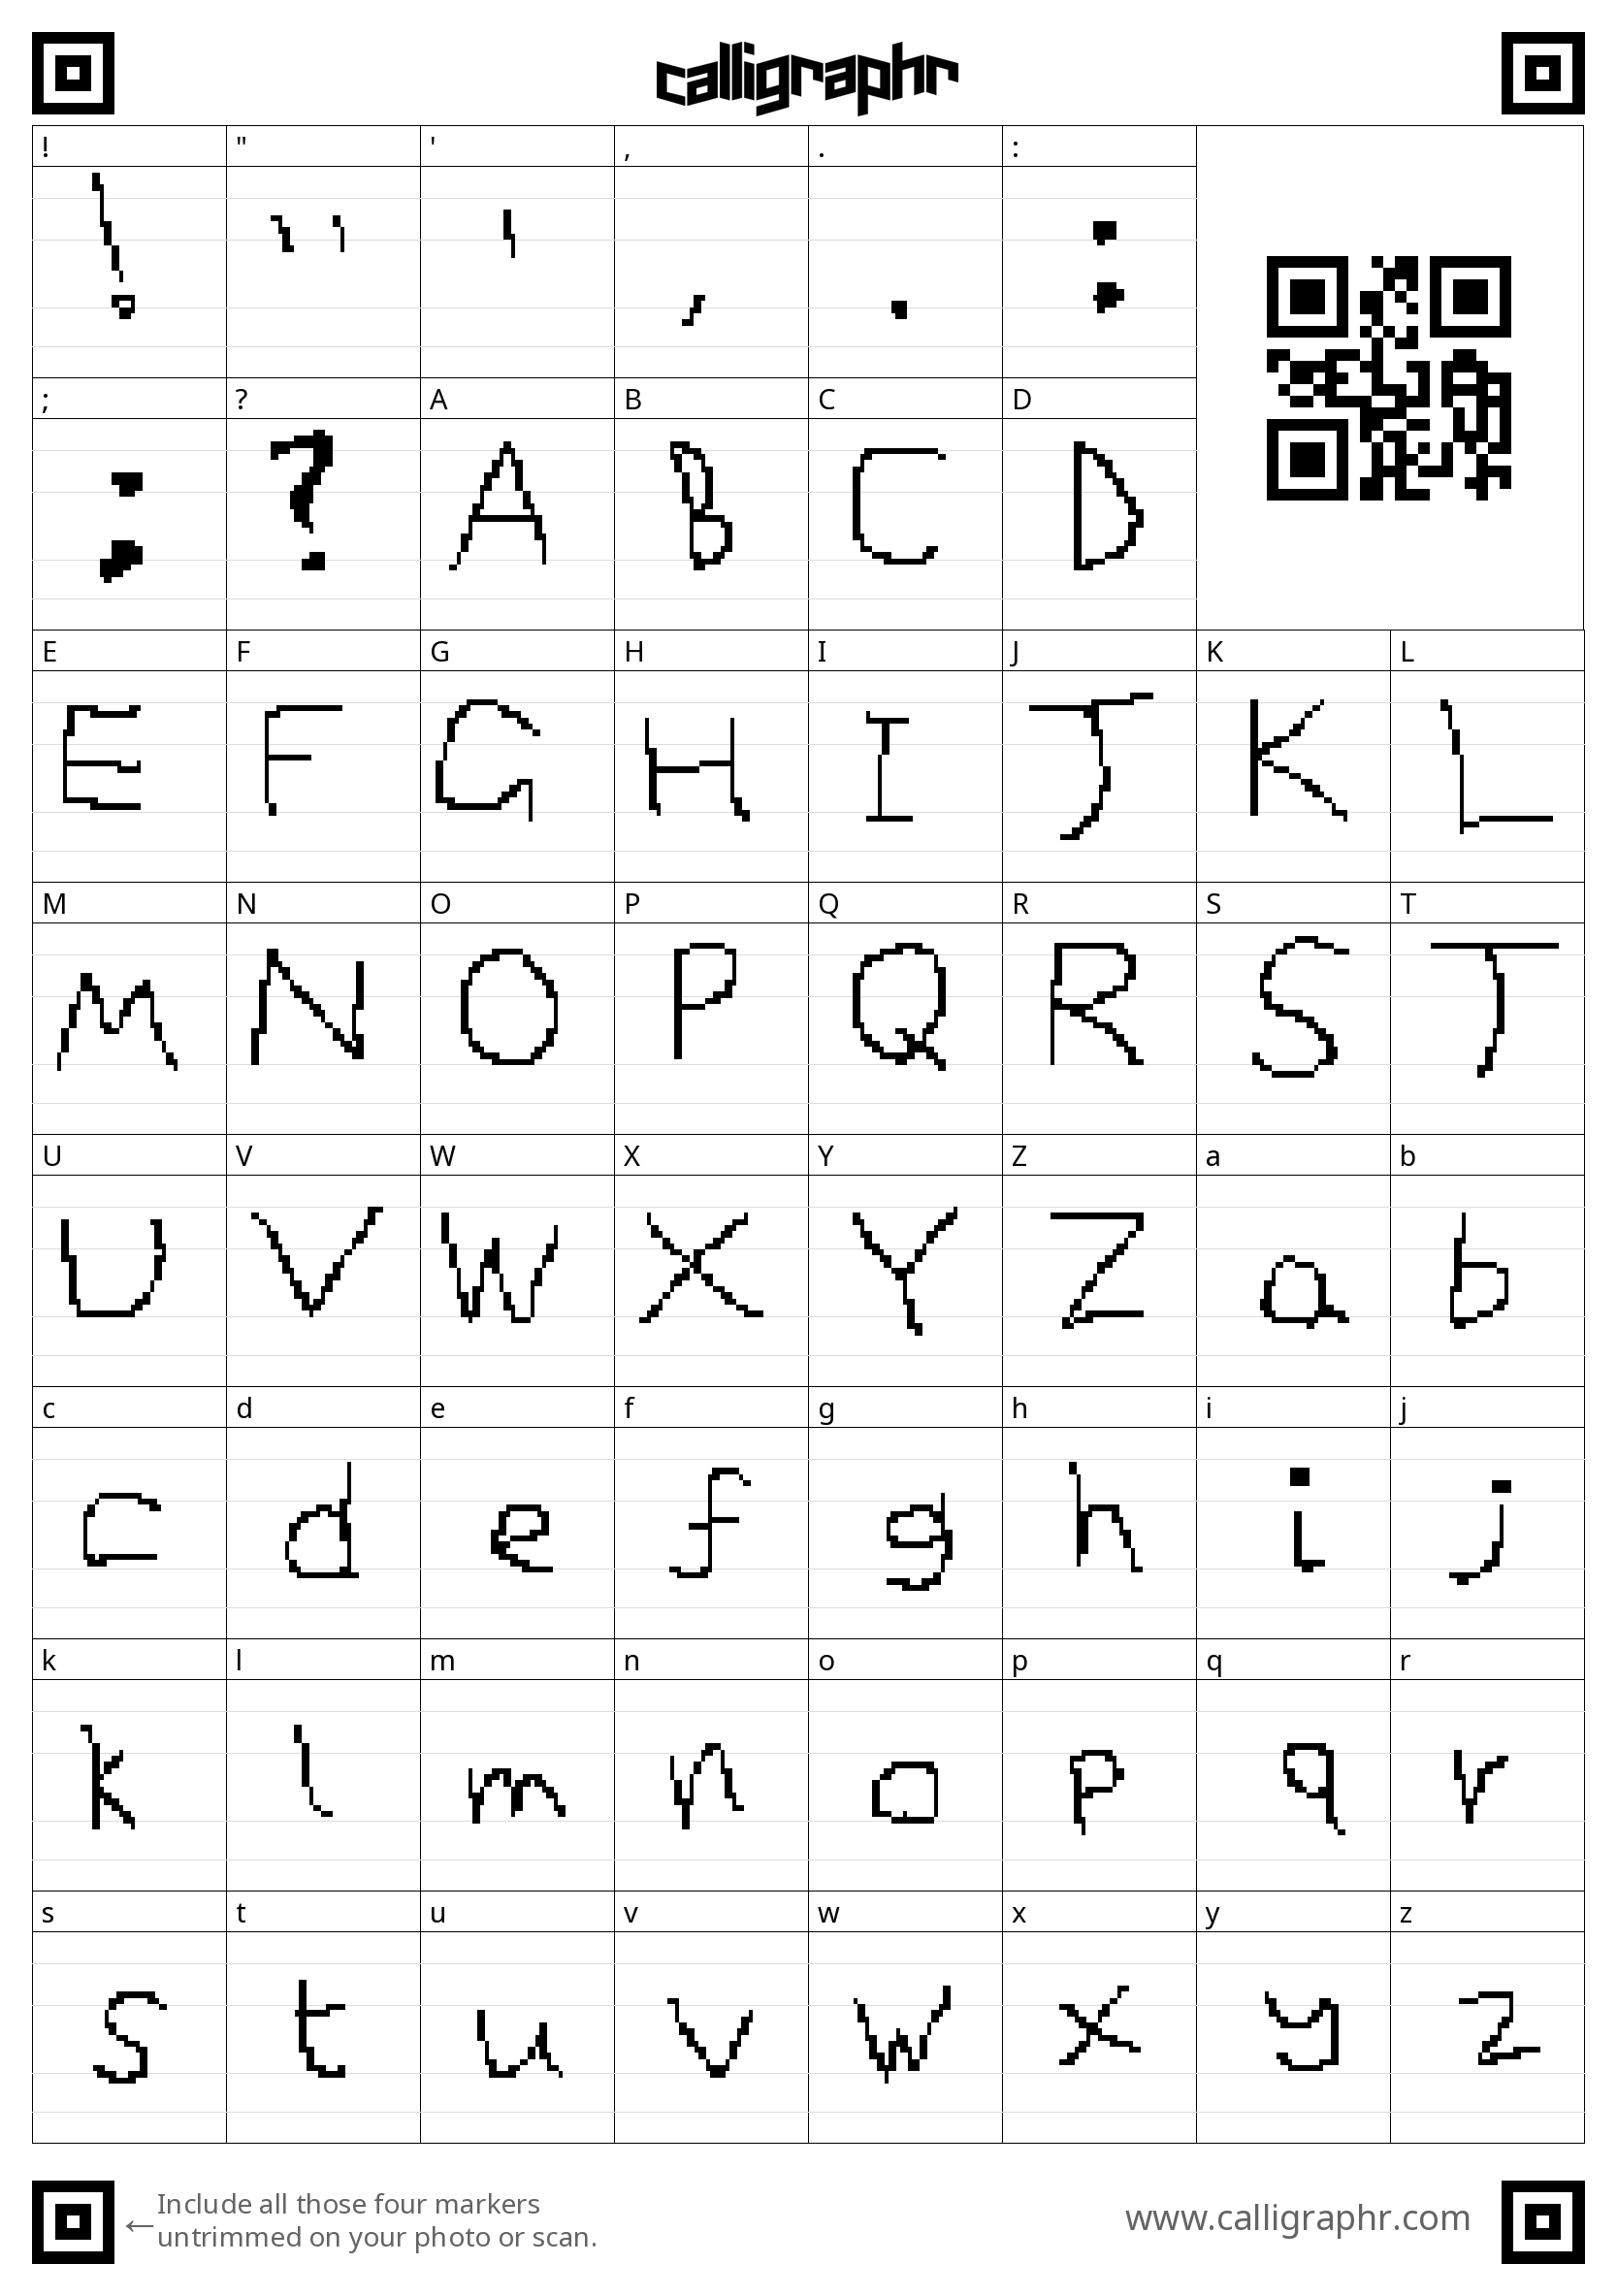 calligraphr
! " ' , . :
! " ' , . :
; ? A B C D
; ? A B C D
E F G H I J K L
E F G H I J K L
M N O P Q R S T
M N O P Q R S T
U V W X Y Z a b
U V W X Y Z a b
c d e f g h i j
c d e f g h i j
k l m n o p q r
k l m n o p q r
s t u v w x y z
s t u v w x y z
←Include all those four markers
untrimmed on your photo or scan.
www.calligraphr.com